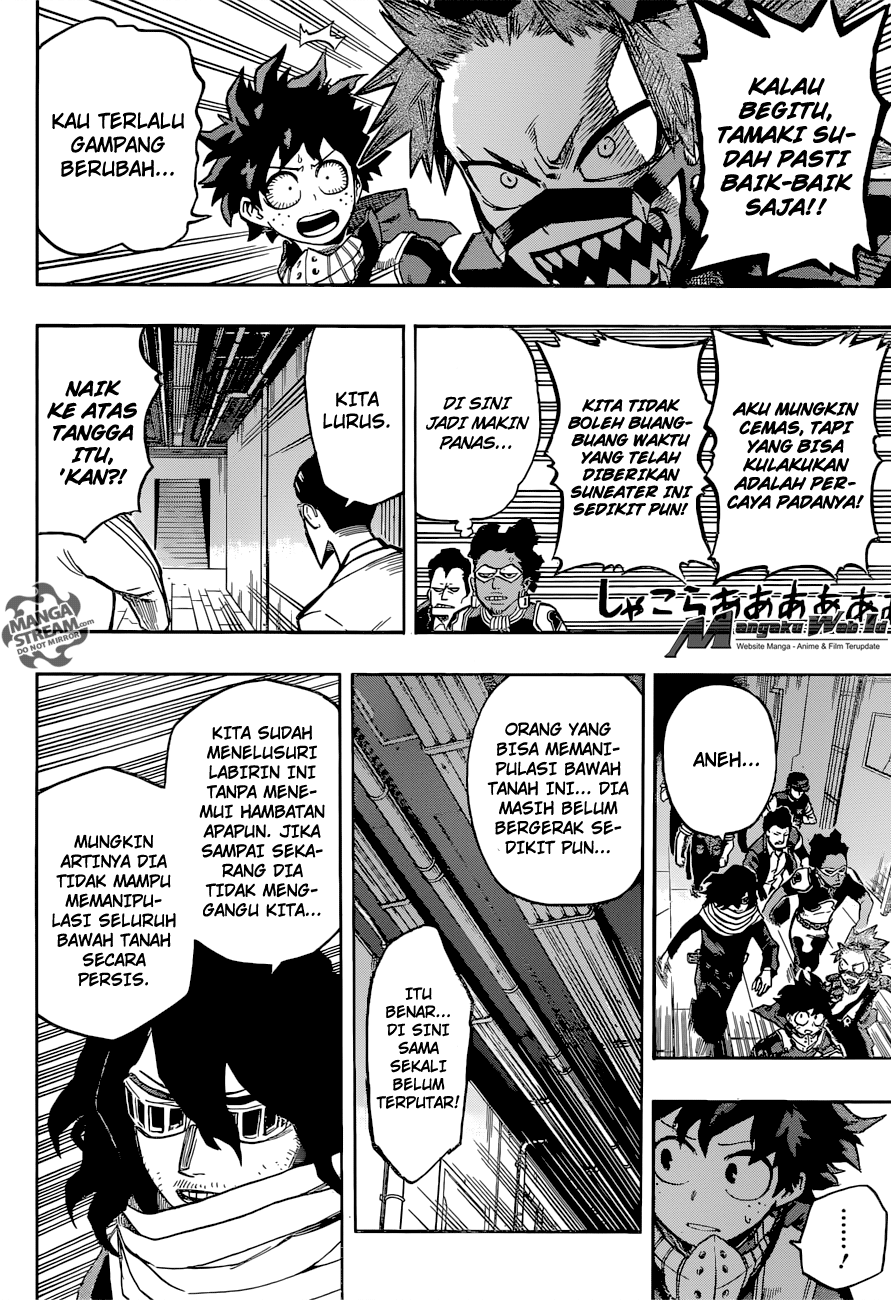 KALAU
BEGITU,
TAMAKI SU-
DAH PASTI
BAIK-BAIK
SAJA!!
KAU TERLALU
GAMPANG
BERUBAH...
AKU MUNGKIN
CEMAS, TAPI
YANG BISA
KULAKUKAN
ADALAH PER-
CAYA PADANYA!
KITA TIDAK
BOLEH BUANG-
BUANG WAKTU
YANG TELAH
DIBERIKAN
SUNEATER INI
SEDIKIT PUN!
DI SINI
JADI MAKIN
PANAS...
しゃこらぁあああぁぁ
Mangaku Web Id
Website Manga - Anime & Film Terupdate
KITA
LURUS.
NAIK
KE ATAS
TANGGA
ITU,
'KAN?!
MANGA
STREAM.com
DO NOT MIRROR
ANEH...
ORANG YANG
BISA MEMANI-
PULASI BAWAH
TANAH INI... DIA
MASIH BELUM
BERGERAK SE-
DIKIT PUN...
ITU
BENAR...
DI SINI
SAMA
SEKALI
BELUM
TERPUTAR!
KITA SUDAH
MENELUSURI
LABIRIN INI
TANPA MENE-
MUI HAMBATAN
APAPUN. JIKA
SAMPAI SEKA-
RANG DIA
TIDAK MENG-
GANGU KITA...
MUNGKIN
ARTINYA DIA
TIDAK MAMPU
MEMANIPU-
LASI SELURUH
BAWAH TANAH
SECARA
PERSIS.
......!